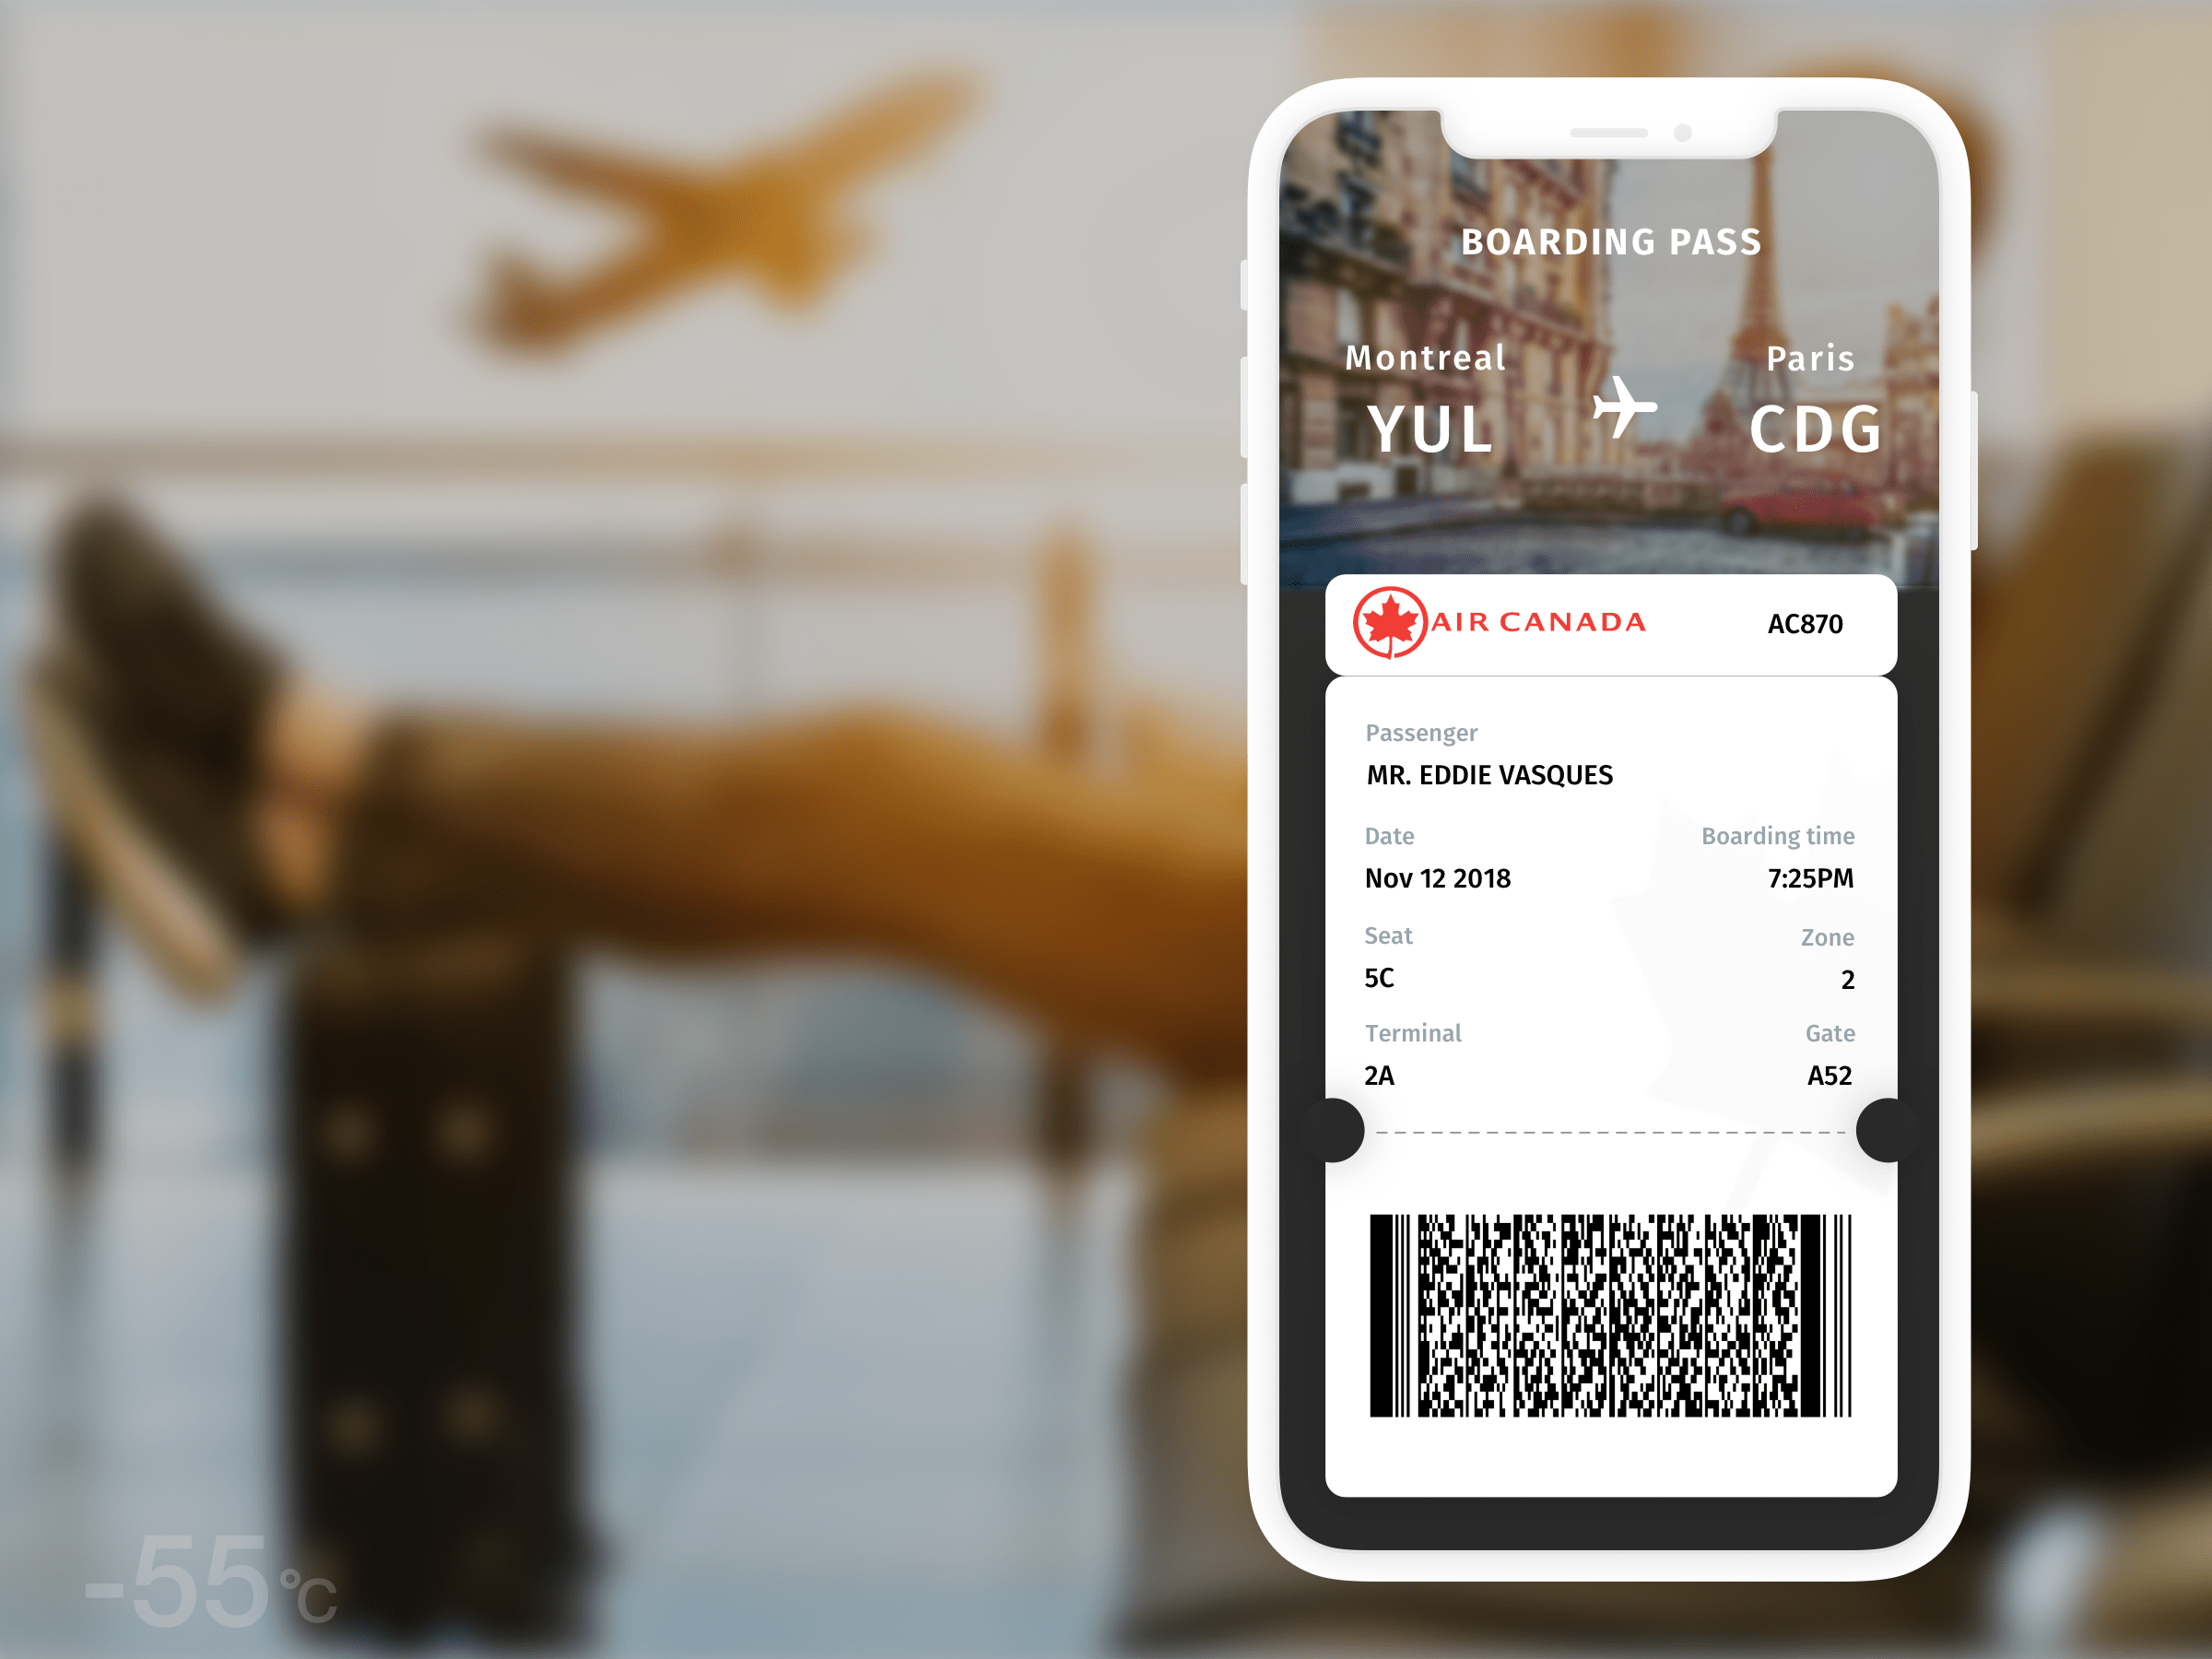 BOARDING PASS
Montreal Paris
YUL CDG
AIR CANADA AC870
Passenger
MR. EDDIE VASQUES
Date Boarding time
Nov 12 2018 7:25PM
Seat Zone
5C 2
Terminal Gate
2A A52
-55°C